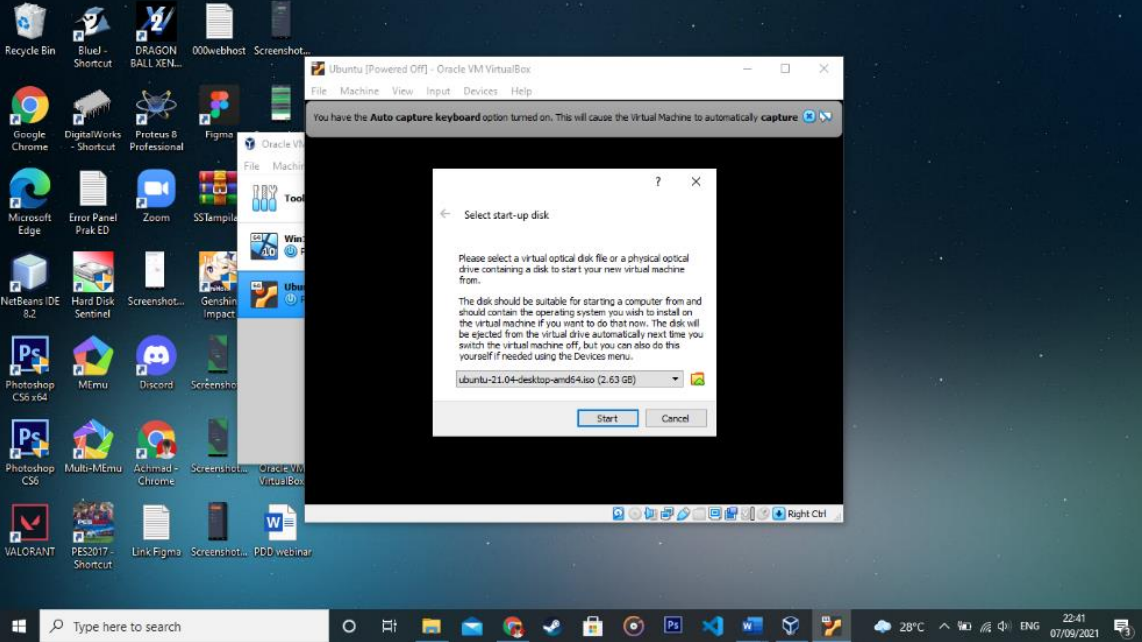 Recycle Bin
BlueJ -
Shortcut
DRAGON
BALL XEN...
000webhost
Screenshot...
Google
Chrome
DigitalWorks
- Shortcut
Proteus 8
Professional
Figma
Microsoft
Edge
Error Panel
Prak ED
Zoom
SSTampila
NetBeans IDE
8.2
Hard Disk
Sentinel
Screenshot...
Genshin
Impact
Photoshop
CS6 x64
MEmu
Discord
Screensho
Photoshop
CS6
Multi-MEmu
Achmad -
Chrome
Screenshot...
Oracle VM
VirtualBox
VALORANT
PES2017 -
Shortcut
Link Figma
Screenshot...
PDD webinar
Oracle VM
File Machin
Tool
Win
Ubu
Ubuntu [Powered Off] - Oracle VM VirtualBox
File Machine View Input Devices Help
You have the Auto capture keyboard option turned on. This will cause the Virtual Machine to automatically capture
Select start-up disk
Please select a virtual optical disk file or a physical optical
drive containing a disk to start your new virtual machine
from.
The disk should be suitable for starting a computer from and
should contain the operating system you wish to install on
the virtual machine if you want to do that now. The disk will
be ejected from the virtual drive automatically next time you
switch the virtual machine off, but you can also do this
yourself if needed using the Devices menu.
ubuntu-21.04-desktop-amd64.iso (2.63 GB)
Start Cancel
Right Ctrl
Type here to search
28°C
ENG
22:41
07/09/2021